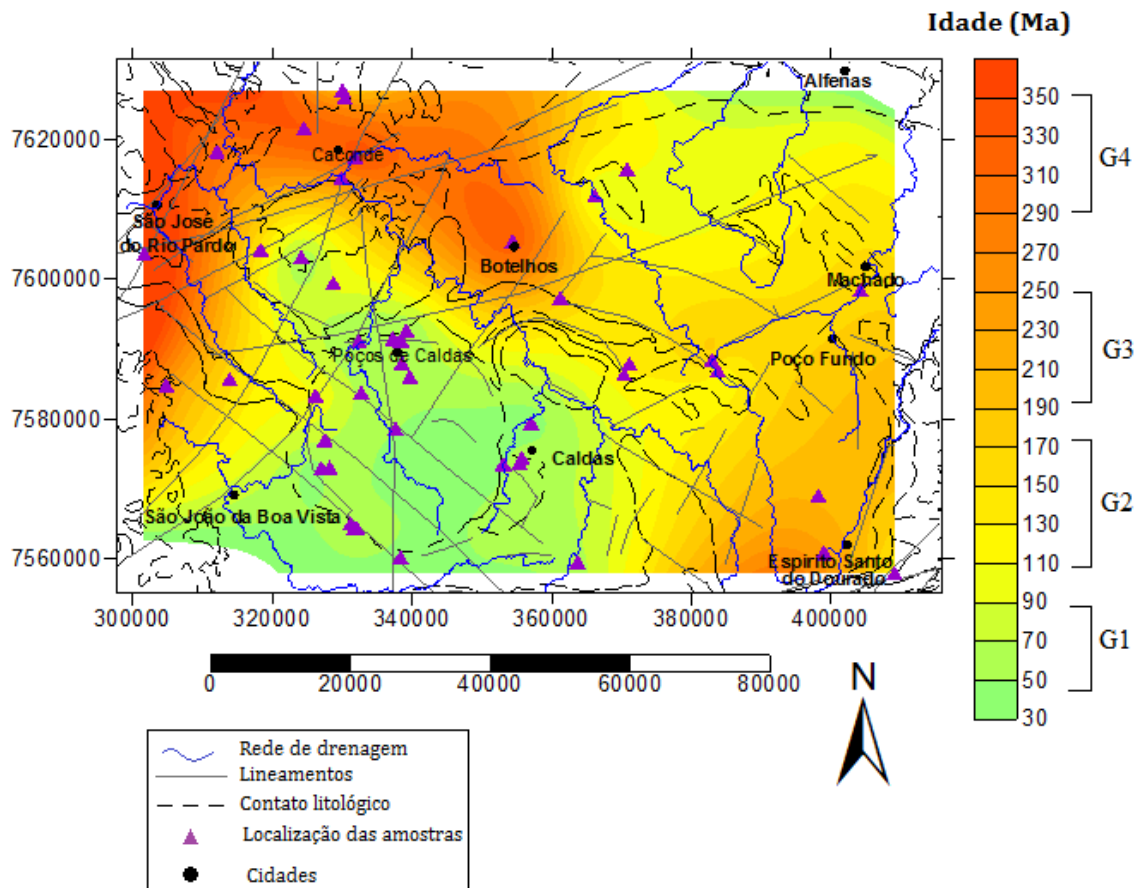 Idade (Ma)
Alfenas
7620000
Caconde
São José
do Rio Pardo
7600000
Botelhos
Machado
Poços de Caldas
Poço Fundo
7580000
Caldas
São João da Boa Vista
7560000
Espirito Santo
do Dourado
300000 320000 340000 360000 380000 400000
0 20000 40000 60000 80000
N
350
330
310
290
270
250
230
210
190
170
150
130
110
90
70
50
30
G4
G3
G2
G1
Rede de drenagem
Lineamentos
Contato litológico
Localização das amostras
Cidades